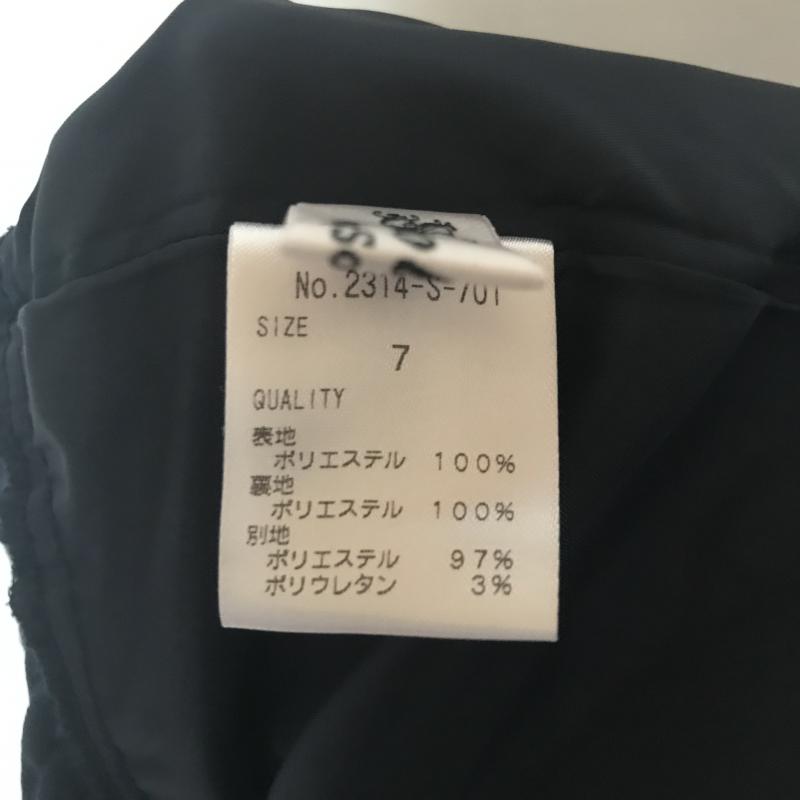 No.2314-S-701
SIZE
7
QUALITY
表地
ポリエステル 100%
裏地
ポリエステル 100%
別地
ポリエステル 97%
ポリウレタン 3%